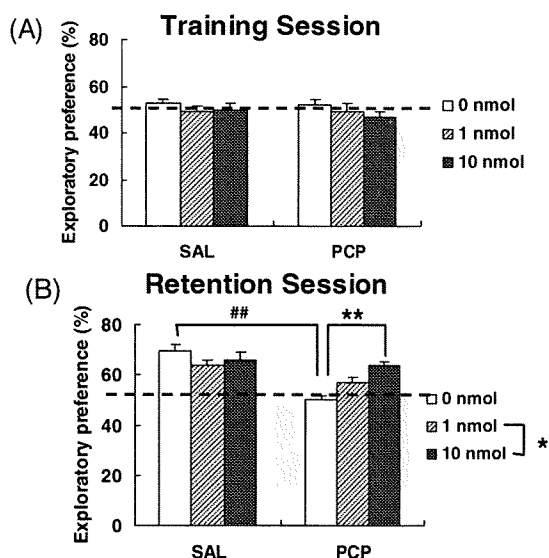 (A) Training Session
Exploratory preference (%)
80
60
40
20
0
SAL PCP
0 nmol
1 nmol
10 nmol
(B) Retention Session
Exploratory preference (%)
80
60
40
20
0
## **
SAL PCP
0 nmol
1 nmol
10 nmol
*